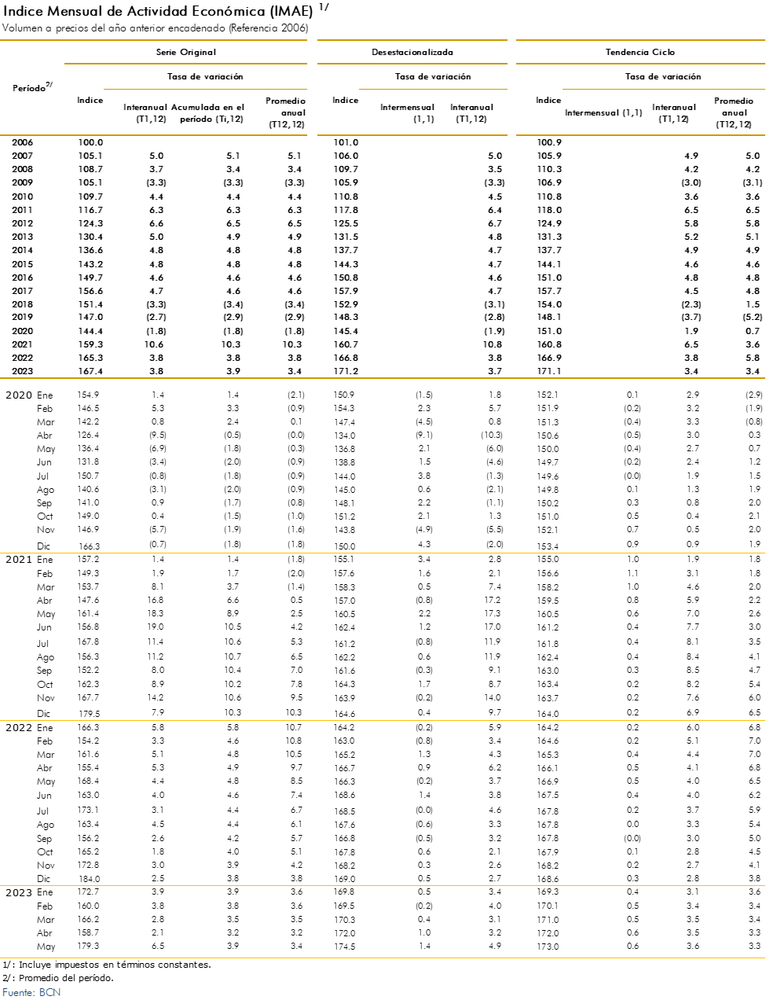 Indice Mensual de Actividad Económica (IMAE) 1/
Volumen a precios del año anterior encadenado (Referencia 2006)
Serie Original Desestacionalizada Tendencia Ciclo
Tasa de variación Tasa de variación Tasa de variación
Período2/ Indice Interanual (T1,12) Acumulada en el período (Ti,12) Promedio anual (T12,12) Indice Intermensual (1,1) Interanual (T1,12) Indice Intermensual (1,1) Interanual (T1,12) Promedio anual (T12,12)
2006 100.0 101.0 100.9
2007 105.1 5.0 5.1 5.1 106.0 5.0 105.9 4.9 5.0
2008 108.7 3.7 3.4 3.4 109.7 3.5 110.3 4.2 4.2
2009 105.1 (3.3) (3.3) (3.3) 105.9 (3.3) 106.9 (3.0) (3.1)
2010 109.7 4.4 4.4 4.4 110.8 4.5 110.8 3.6 3.6
2011 116.7 6.3 6.3 6.3 117.8 6.4 118.0 6.5 6.5
2012 124.3 6.6 6.5 6.5 125.5 6.7 124.9 5.8 5.8
2013 130.4 5.0 4.9 4.9 131.5 4.8 131.3 5.2 5.1
2014 136.6 4.8 4.8 4.8 137.7 4.7 137.7 4.9 4.9
2015 143.2 4.8 4.8 4.8 144.3 4.7 144.1 4.6 4.6
2016 149.7 4.6 4.6 4.6 150.8 4.6 151.0 4.8 4.8
2017 156.6 4.7 4.6 4.6 157.9 4.7 157.7 4.5 4.8
2018 151.4 (3.3) (3.4) (3.4) 152.9 (3.1) 154.0 (2.3) 1.5
2019 147.0 (2.7) (2.9) (2.9) 148.3 (2.8) 148.1 (3.7) (5.2)
2020 144.4 (1.8) (1.8) (1.8) 145.4 (1.9) 151.0 1.9 0.7
2021 159.3 10.6 10.3 10.3 160.7 10.8 160.8 6.5 3.6
2022 165.3 3.8 3.8 3.8 166.8 3.8 166.9 3.8 5.8
2023 167.4 3.8 3.9 3.4 171.2 3.7 171.1 3.4 3.4
2020 Ene 154.9 1.4 1.4 (2.1) 150.9 (1.5) 1.8 152.1 0.1 2.9 (2.9)
Feb 146.5 5.3 3.3 (0.9) 154.3 2.3 5.7 151.9 (0.2) 3.2 (1.9)
Mar 142.2 0.8 2.4 0.1 147.4 (4.5) 0.8 151.3 (0.4) 3.3 (0.8)
Abr 126.4 (9.5) (0.5) (0.0) 134.0 (9.1) (10.3) 150.6 (0.5) 3.0 0.3
May 136.4 (6.9) (1.8) (0.3) 136.8 2.1 (6.0) 150.0 (0.4) 2.7 0.7
Jun 131.8 (3.4) (2.0) (0.9) 138.8 1.5 (4.6) 149.7 (0.2) 2.4 1.2
Jul 150.7 (0.8) (1.8) (0.9) 144.0 3.8 (1.3) 149.6 (0.0) 1.9 1.5
Ago 140.6 (3.1) (2.0) (0.9) 145.0 0.6 (2.1) 149.8 0.1 1.3 1.9
Sep 141.0 0.9 (1.7) (0.8) 148.1 2.2 (1.1) 150.2 0.3 0.8 2.0
Oct 149.0 0.4 (1.5) (1.0) 151.2 2.1 1.3 151.0 0.5 0.4 2.1
Nov 146.9 (5.7) (1.9) (1.6) 143.8 (4.9) (5.5) 152.1 0.7 0.5 2.0
Dic 166.3 (0.7) (1.8) (1.8) 150.0 4.3 (2.0) 153.4 0.9 0.9 1.9
2021 Ene 157.2 1.4 1.4 (1.8) 155.1 3.4 2.8 155.0 1.0 1.9 1.8
Feb 149.3 1.9 1.7 (2.0) 157.6 1.6 2.1 156.6 1.1 3.1 1.8
Mar 153.7 8.1 3.7 (1.4) 158.3 0.5 7.4 158.2 1.0 4.6 2.0
Abr 147.6 16.8 6.6 0.5 157.0 (0.8) 17.2 159.5 0.8 5.9 2.2
May 161.4 18.3 8.9 2.5 160.5 2.2 17.3 160.5 0.6 7.0 2.6
Jun 156.8 19.0 10.5 4.2 162.4 1.2 17.0 161.2 0.4 7.7 3.0
Jul 167.8 11.4 10.6 5.3 161.2 (0.8) 11.9 161.8 0.4 8.1 3.5
Ago 156.3 11.2 10.7 6.5 162.2 0.6 11.9 162.4 0.4 8.4 4.1
Sep 152.2 8.0 10.4 7.0 161.6 (0.3) 9.1 163.0 0.3 8.5 4.7
Oct 162.3 8.9 10.2 7.8 164.3 1.7 8.7 163.4 0.2 8.2 5.4
Nov 167.7 14.2 10.6 9.5 163.9 (0.2) 14.0 163.7 0.2 7.6 6.0
Dic 179.5 7.9 10.3 10.3 164.6 0.4 9.7 164.0 0.2 6.9 6.5
2022 Ene 166.3 5.8 5.8 10.7 164.2 (0.2) 5.9 164.2 0.2 6.0 6.8
Feb 154.2 3.3 4.6 10.8 163.0 (0.8) 3.4 164.6 0.2 5.1 7.0
Mar 161.6 5.1 4.8 10.5 165.2 1.3 4.3 165.3 0.4 4.4 7.0
Abr 155.4 5.3 4.9 9.7 166.7 0.9 6.2 166.1 0.5 4.1 6.8
May 168.4 4.4 4.8 8.5 166.3 (0.2) 3.7 166.9 0.5 4.0 6.5
Jun 163.0 4.0 4.6 7.4 168.6 1.4 3.8 167.5 0.4 4.0 6.2
Jul 173.1 3.1 4.4 6.7 168.5 (0.0) 4.6 167.8 0.2 3.7 5.9
Ago 163.4 4.5 4.4 6.1 167.6 (0.6) 3.3 167.8 0.0 3.3 5.4
Sep 156.2 2.6 4.2 5.7 166.8 (0.5) 3.2 167.8 (0.0) 3.0 5.0
Oct 165.2 1.8 4.0 5.1 167.8 0.6 2.1 167.9 0.1 2.8 4.5
Nov 172.8 3.0 3.9 4.2 168.2 0.3 2.6 168.2 0.2 2.7 4.1
Dic 184.0 2.5 3.8 3.8 169.0 0.5 2.7 168.6 0.3 2.8 3.8
2023 Ene 172.7 3.9 3.9 3.6 169.8 0.5 3.4 169.3 0.4 3.1 3.6
Feb 160.0 3.8 3.8 3.6 169.5 (0.2) 4.0 170.1 0.5 3.4 3.4
Mar 166.2 2.8 3.5 3.5 170.3 0.4 3.1 171.0 0.5 3.5 3.4
Abr 158.7 2.1 3.2 3.2 172.0 1.0 3.2 172.0 0.6 3.5 3.3
May 179.3 6.5 3.9 3.4 174.5 1.4 4.9 173.0 0.6 3.6 3.3
1/: Incluye impuestos en términos constantes.
2/: Promedio del período.
Fuente: BCN